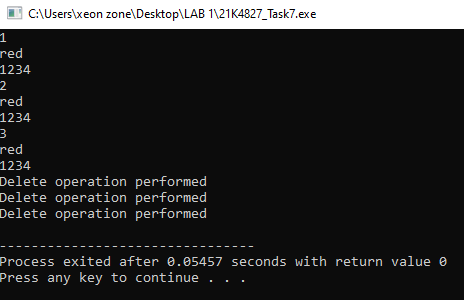 C:\Users\xeon zone\Desktop\LAB 1\21K4827_Task7.exe
1
red
1234
2
red
1234
3
red
1234
Delete operation performed
Delete operation performed
Delete operation performed
--------------------------------
Process exited after 0.05457 seconds with return value 0
Press any key to continue . . .